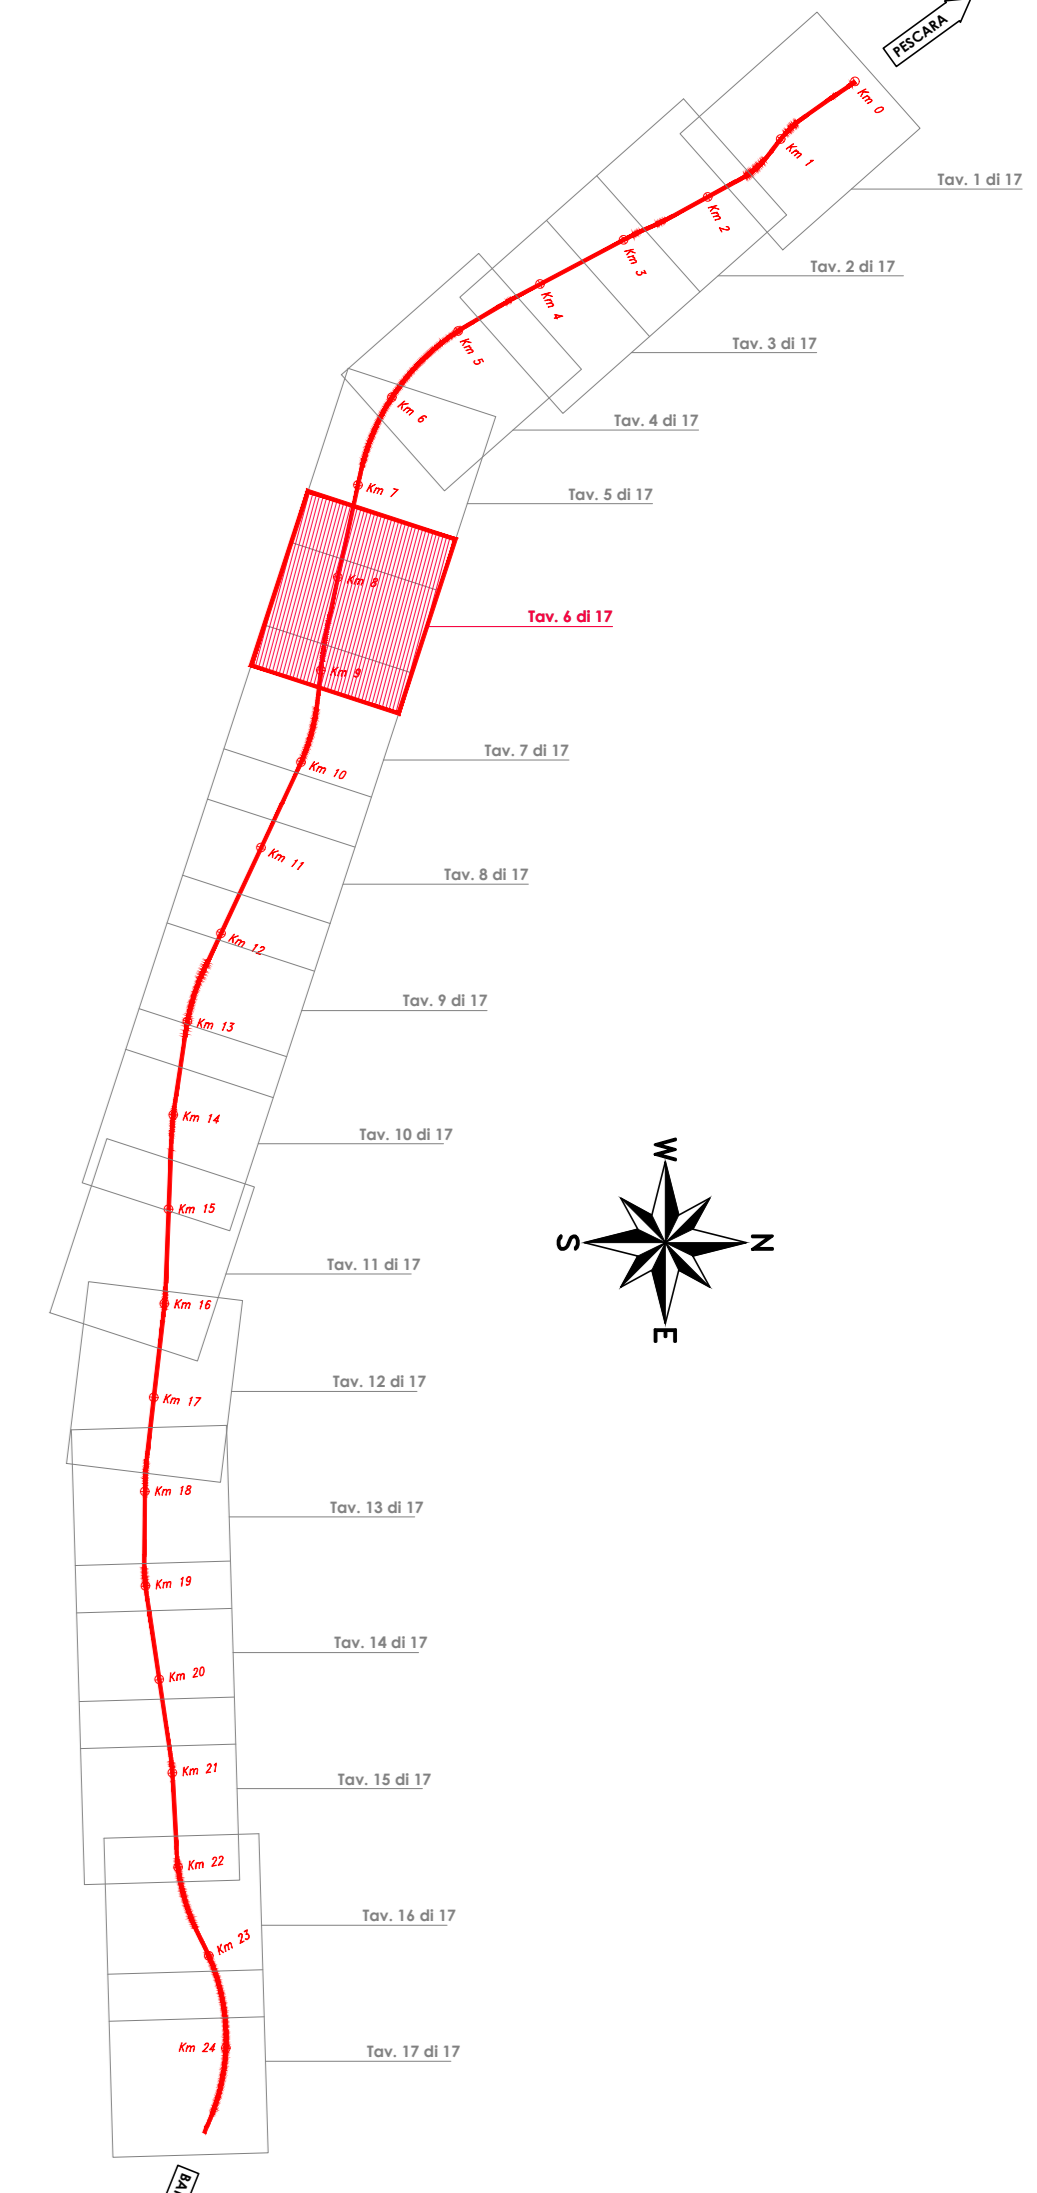 PESCARA
Km 0
Km 1
Tav. 1 di 17
Km 2
Km 3
Tav. 2 di 17
Km 4
Tav. 3 di 17
Km 5
Km 6
Tav. 4 di 17
Km 7
Tav. 5 di 17
Km 8
Tav. 6 di 17
Km 9
Tav. 7 di 17
Km 10
Km 11
Tav. 8 di 17
Km 12
Tav. 9 di 17
Km 13
Km 14
Tav. 10 di 17
W
Km 15
S
N
Tav. 11 di 17
Km 16
E
Tav. 12 di 17
Km 17
Km 18
Tav. 13 di 17
Km 19
Tav. 14 di 17
Km 20
Km 21
Tav. 15 di 17
Km 22
Tav. 16 di 17
Km 23
Km 24
Tav. 17 di 17